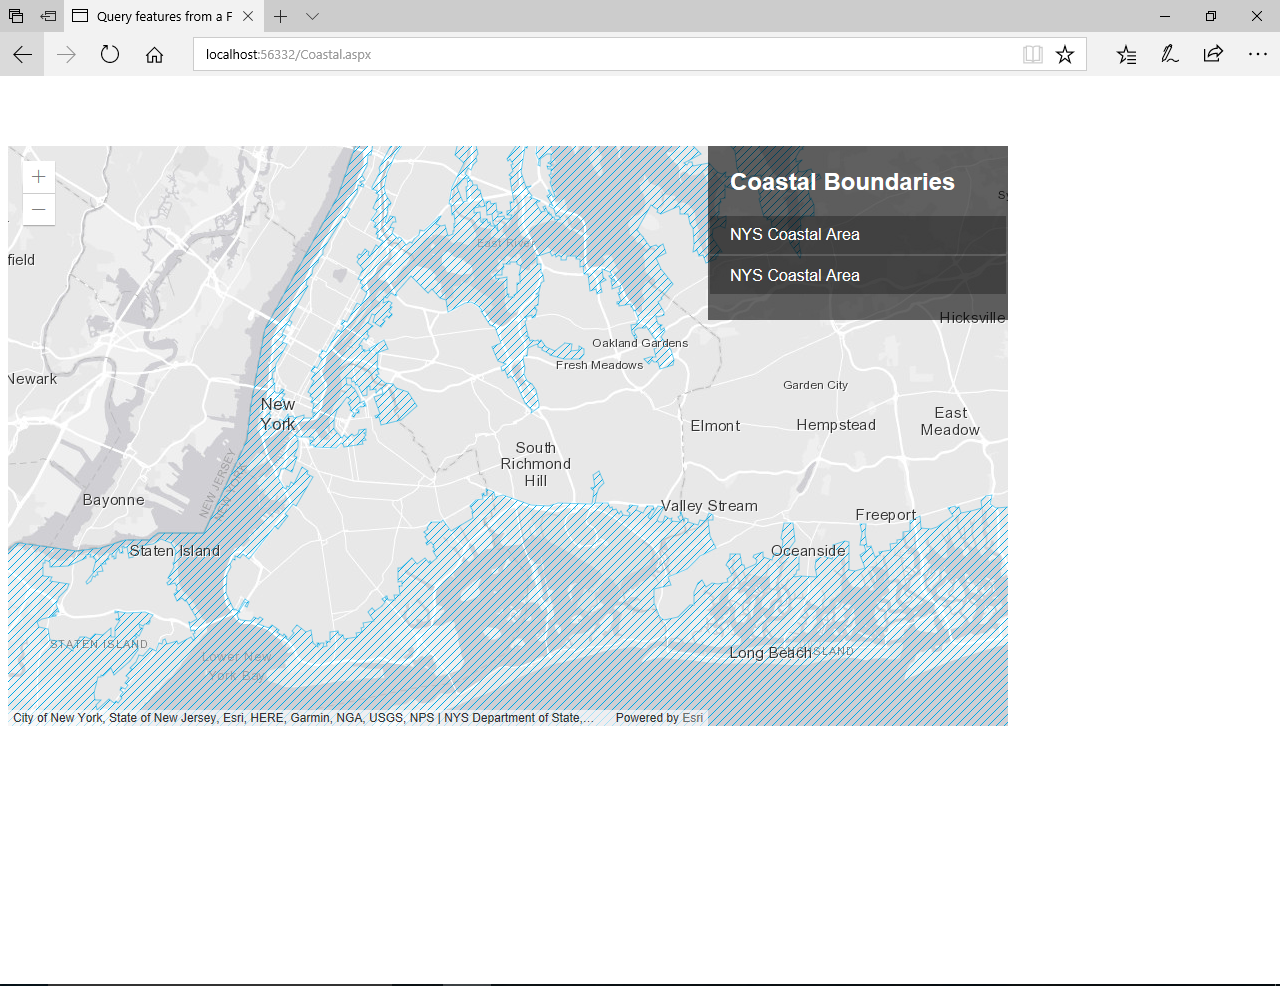 Query features from a F
localhost:56332/Coastal.aspx
Coastal Boundaries
NYS Coastal Area
NYS Coastal Area
East River
field
Hicksville
Oakland Gardens
Fresh Meadows
Newark
Garden City
New
York
East
Meadow
Elmont
Hempstead
South
Richmond
Hill
NEW JERSEY
NEW YORK
Bayonne
Valley Stream
Freeport
Staten Island
Oceanside
STATEN ISLAND
Long Beach
ISLAND
Lower New
York Bay
City of New York, State of New Jersey, Esri, HERE, Garmin, NGA, USGS, NPS | NYS Department of State,...
Powered by Esri